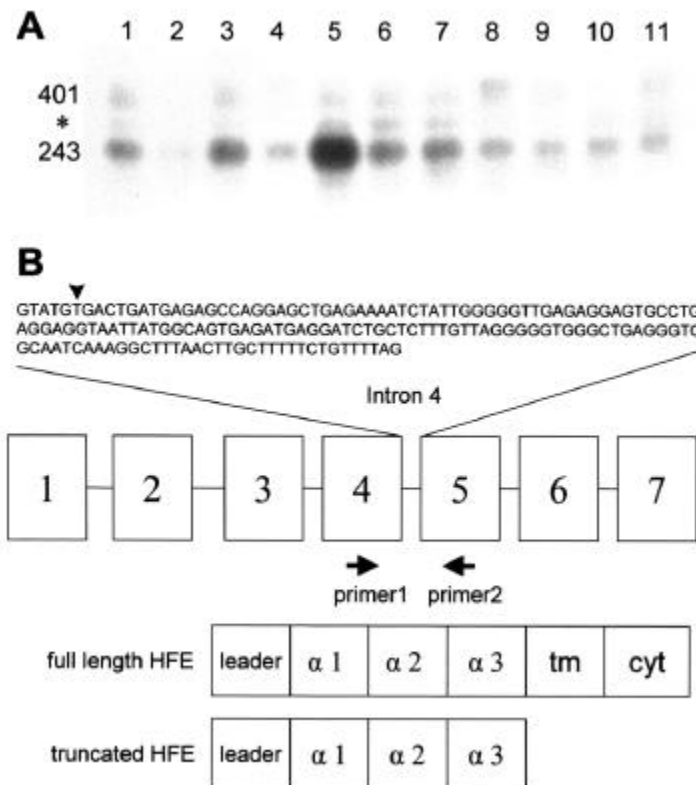 A
1 2 3 4 5 6 7 8 9 10 11
401
*
243
B
GTATGTGACTGATGAGAGCCAGGAGCTGAGAAAATCTATTGGGGGTTGAGAGGAGTGCCTG
AGGAGGTAATTATGGCAGTGAGATGAGGATCTGCTCTTTGTTAGGGGGTGGGCTGAGGGTG
GCAATCAAAGGCTTTAACTTGCTTTTTCTGTTTTAG
Intron 4
1 2 3 4 5 6 7
primer1 primer2
full length HFE leader α 1 α 2 α 3 tm cyt
truncated HFE leader α 1 α 2 α 3